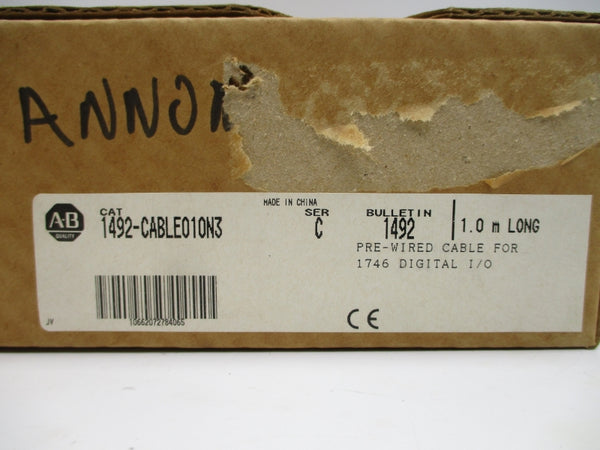 ANNO
MADE IN CHINA
A-B
QUALITY
CAT SER BULLETIN
1492-CABLE010N3 C 1492 1.0 m LONG
PRE-WIRED CABLE FOR
1746 DIGITAL I/O
JV 10662072784065 CE